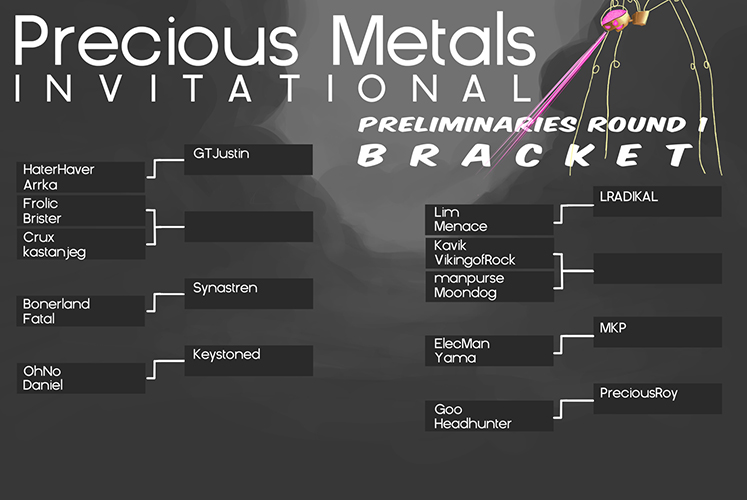 Precious Metals
INVITATIONAL
PRELIMINARIES ROUND 1
BRACKET
HaterHaver
Arrka
GTJustin
Frolic
Brister
Crux
kastanjeg
Bonerland
Fatal
Synastren
OhNo
Daniel
Keystoned
Lim
Menace
LRADIKAL
Kavik
VikingofRock
manpurse
Moondog
ElecMan
Yama
MKP
Goo
Headhunter
PreciousRoy